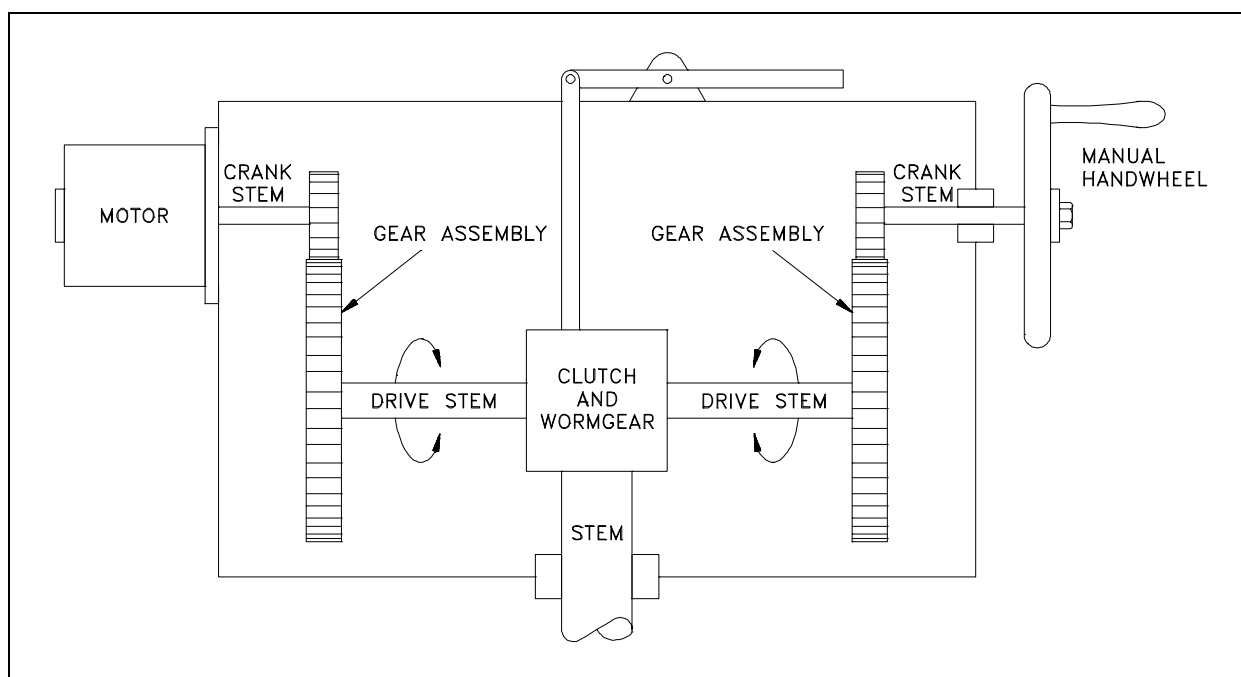 MOTOR
CRANK
STEM
GEAR ASSEMBLY
GEAR ASSEMBLY
CRANK
STEM
MANUAL
HANDWHEEL
DRIVE STEM
CLUTCH
AND
WORMGEAR
DRIVE STEM
STEM